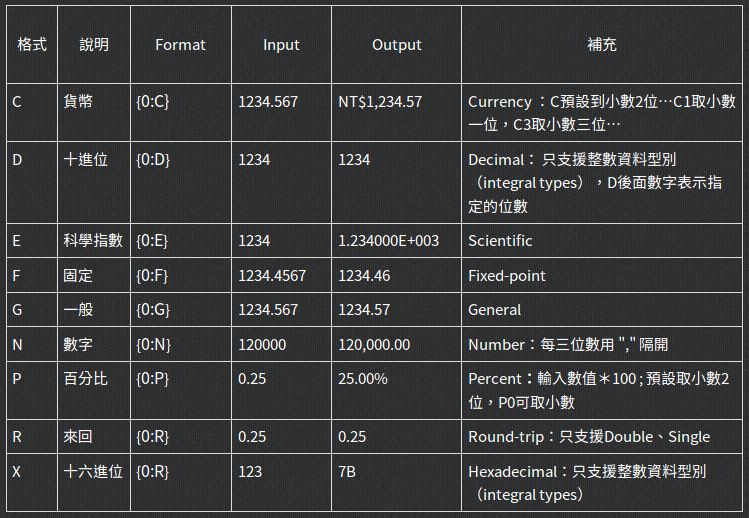 格式 說明 Format Input Output 補充
C 貨幣 {0:C} 1234.567 NT$1,234.57 Currency ：C預設到小數2位…C1取小數
一位，C3取小數三位…
D 十進位 {0:D} 1234 1234 Decimal： 只支援整數資料型別
（integral types），D後面數字表示指
定的位數
E 科學指數 {0:E} 1234 1.234000E+003 Scientific
F 固定 {0:F} 1234.4567 1234.46 Fixed-point
G 一般 {0:G} 1234.567 1234.57 General
N 數字 {0:N} 120000 120,000.00 Number：每三位數用 "," 隔開
P 百分比 {0:P} 0.25 25.00% Percent：輸入數值＊100 ; 預設取小數2
位，P0可取小數
R 來回 {0:R} 0.25 0.25 Round-trip：只支援Double、Single
X 十六進位 {0:R} 123 7B Hexadecimal：只支援整數資料型別
（integral types）